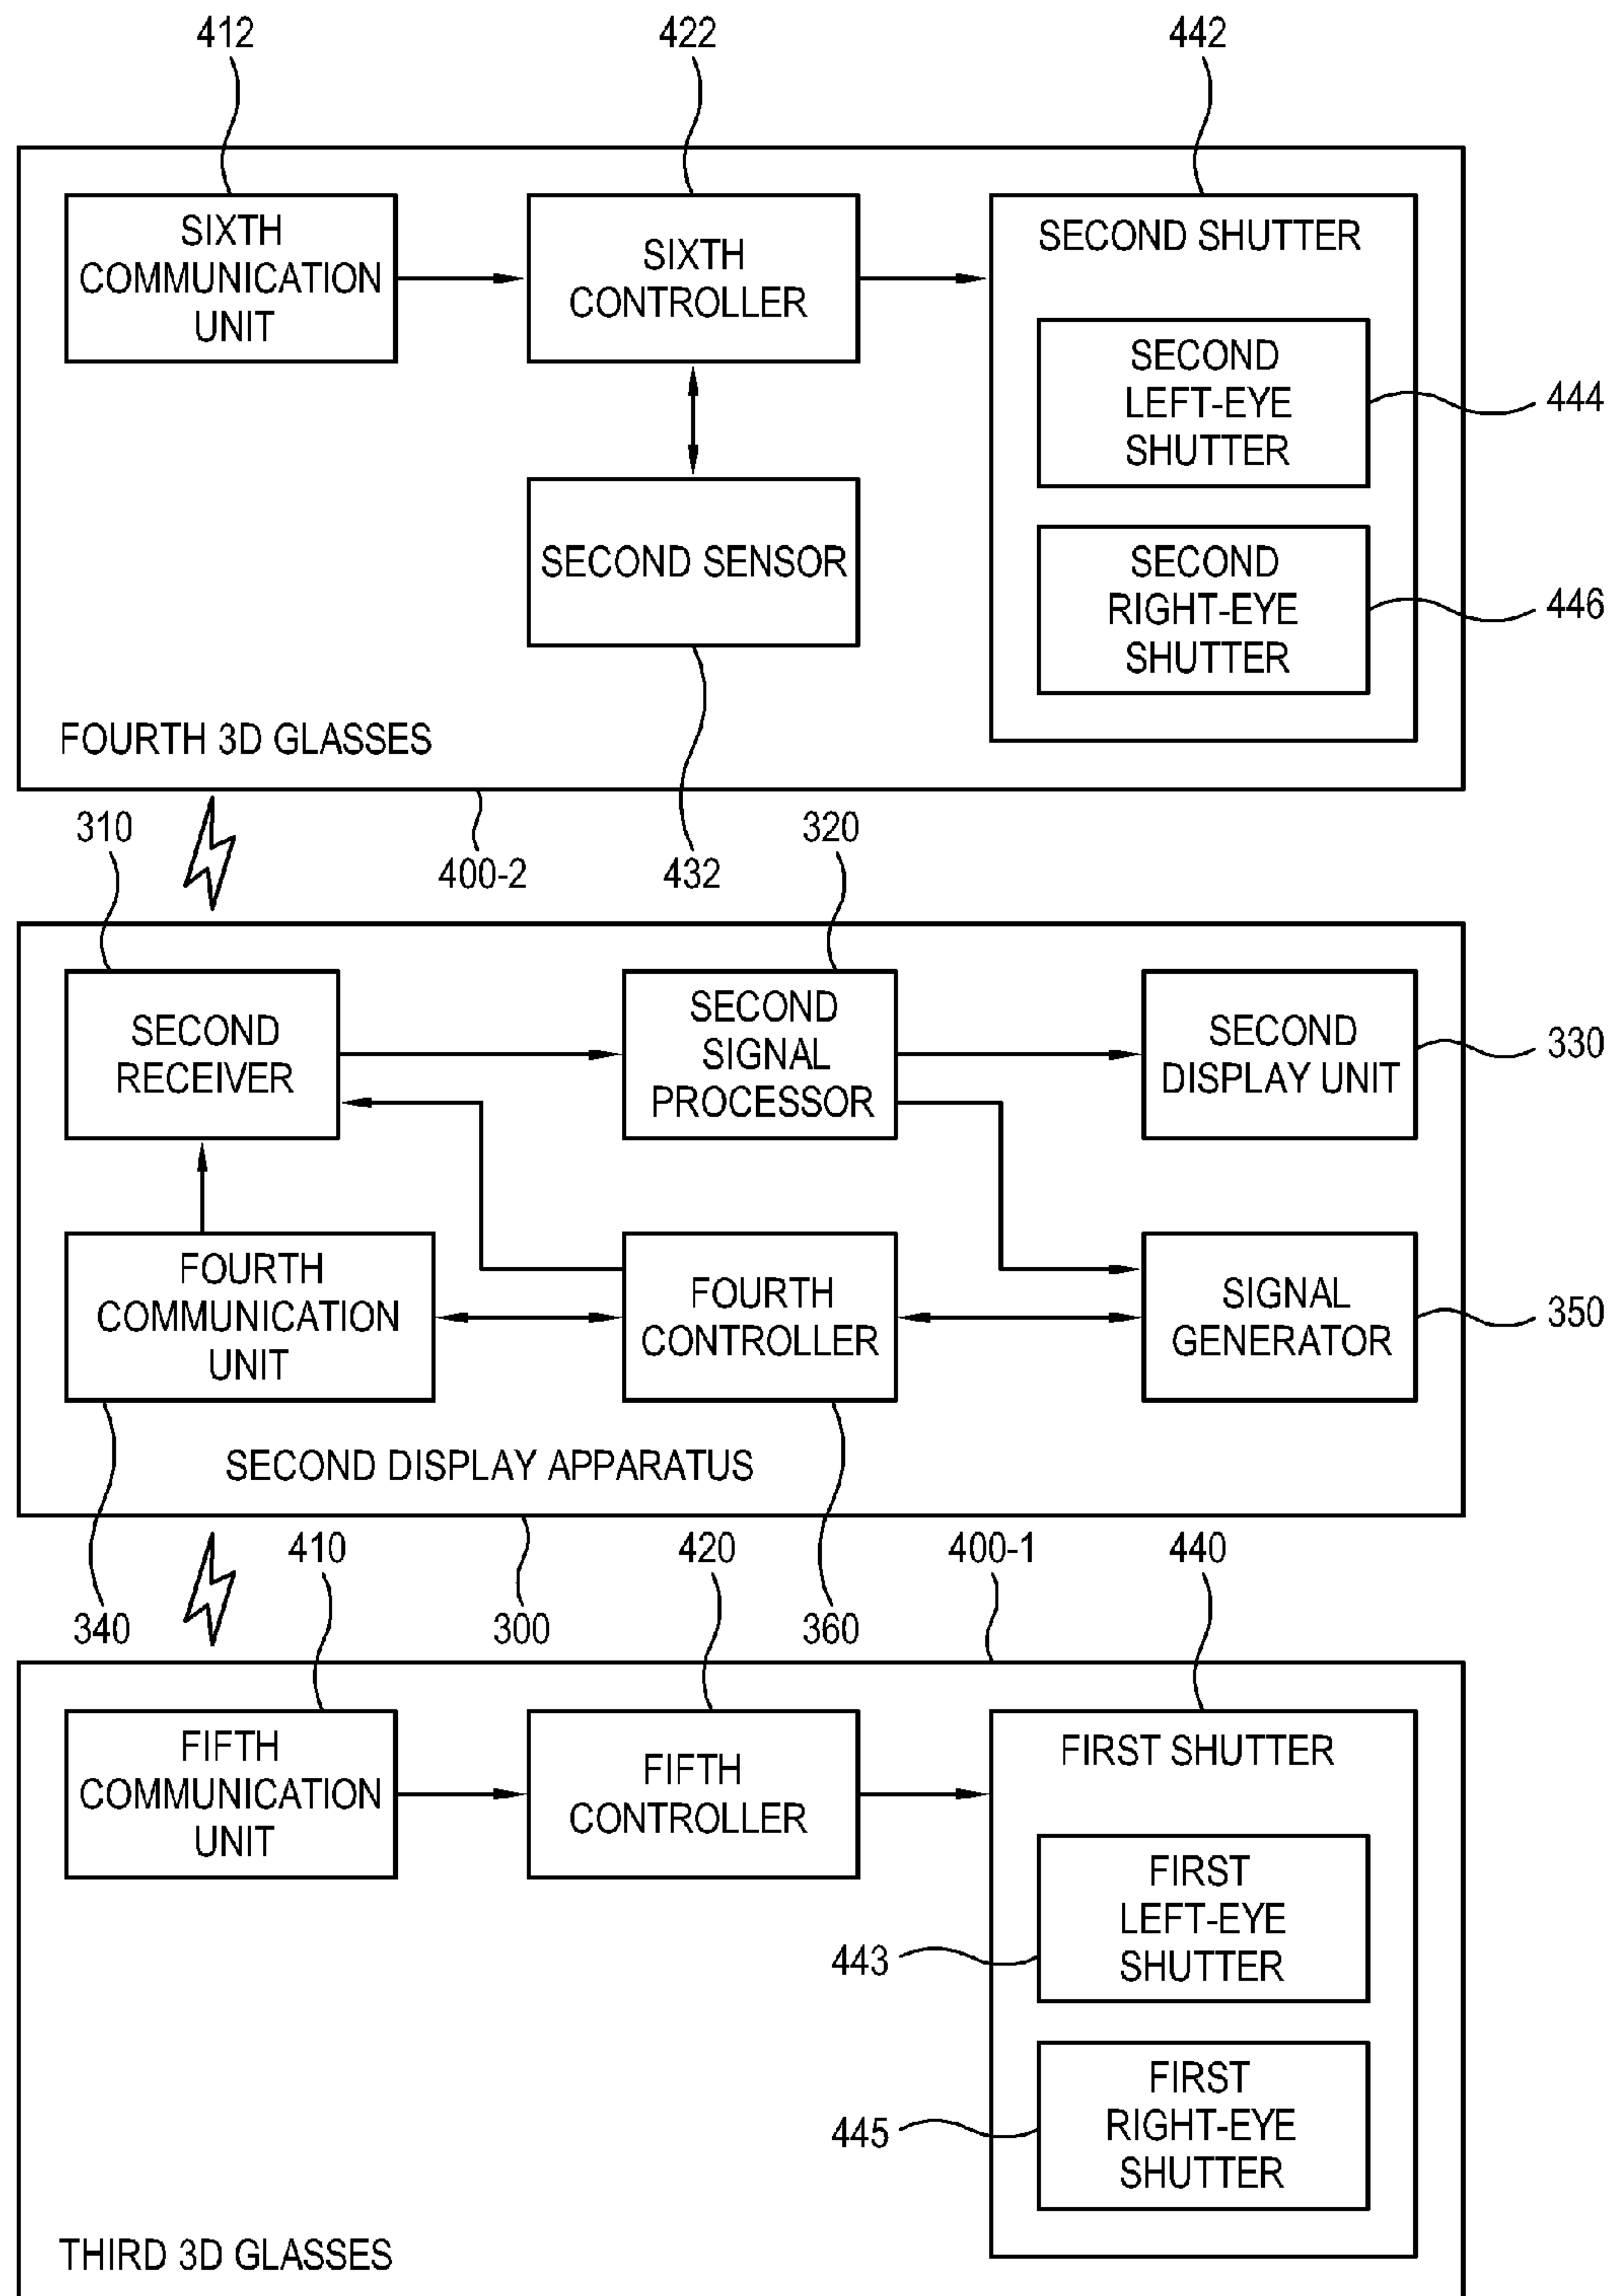 412
422
442
SIXTH
COMMUNICATION
UNIT
SIXTH
CONTROLLER
SECOND SHUTTER
SECOND
LEFT-EYE
SHUTTER
444
SECOND SENSOR
SECOND
RIGHT-EYE
SHUTTER
446
FOURTH 3D GLASSES
310
400-2
432
320
SECOND
RECEIVER
SECOND
SIGNAL
PROCESSOR
SECOND
DISPLAY UNIT
330
FOURTH
COMMUNICATION
UNIT
FOURTH
CONTROLLER
SIGNAL
GENERATOR
350
SECOND DISPLAY APPARATUS
340
410
300
420
360
400-1
440
FIFTH
COMMUNICATION
UNIT
FIFTH
CONTROLLER
FIRST SHUTTER
FIRST
LEFT-EYE
SHUTTER
443
FIRST
RIGHT-EYE
SHUTTER
445
THIRD 3D GLASSES